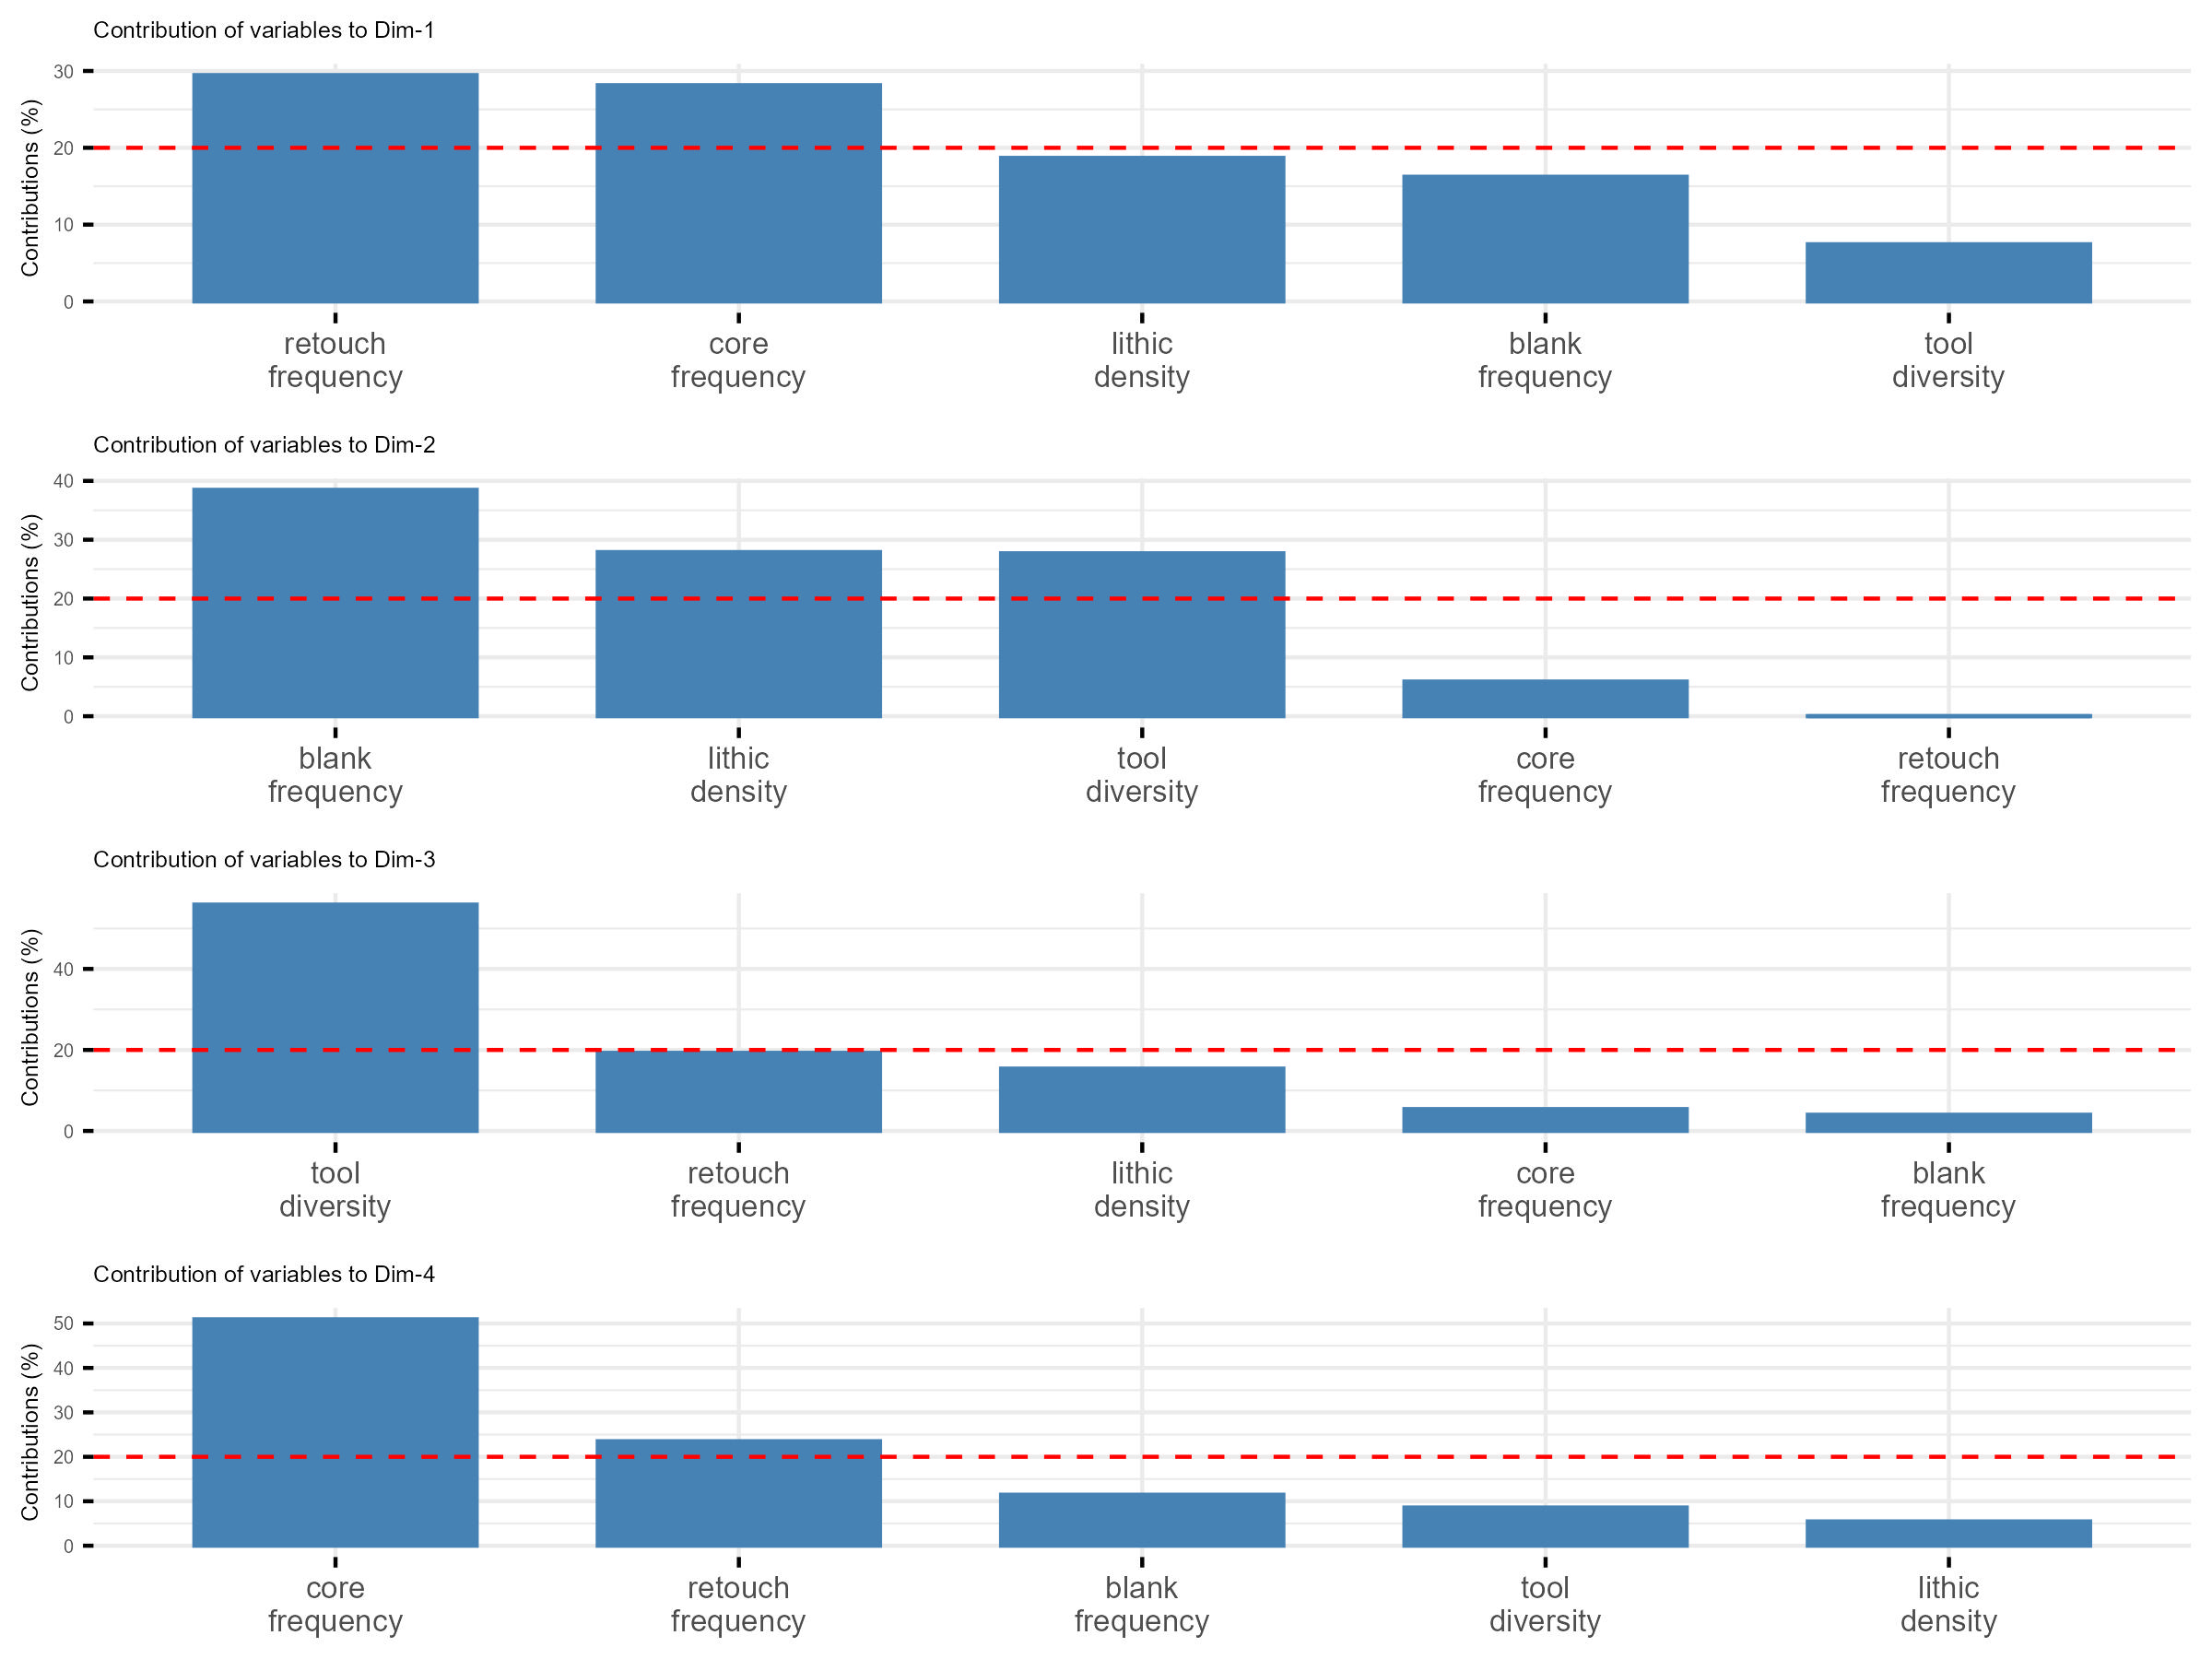 Contribution of variables to Dim-1
Contributions (%)
30
20
10
0
retouch frequency
core frequency
lithic density
blank frequency
tool diversity
Contribution of variables to Dim-2
Contributions (%)
40
30
20
10
0
blank frequency
lithic density
tool diversity
core frequency
retouch frequency
Contribution of variables to Dim-3
Contributions (%)
40
20
0
tool diversity
retouch frequency
lithic density
core frequency
blank frequency
Contribution of variables to Dim-4
Contributions (%)
50
40
30
20
10
0
core frequency
retouch frequency
blank frequency
tool diversity
lithic density